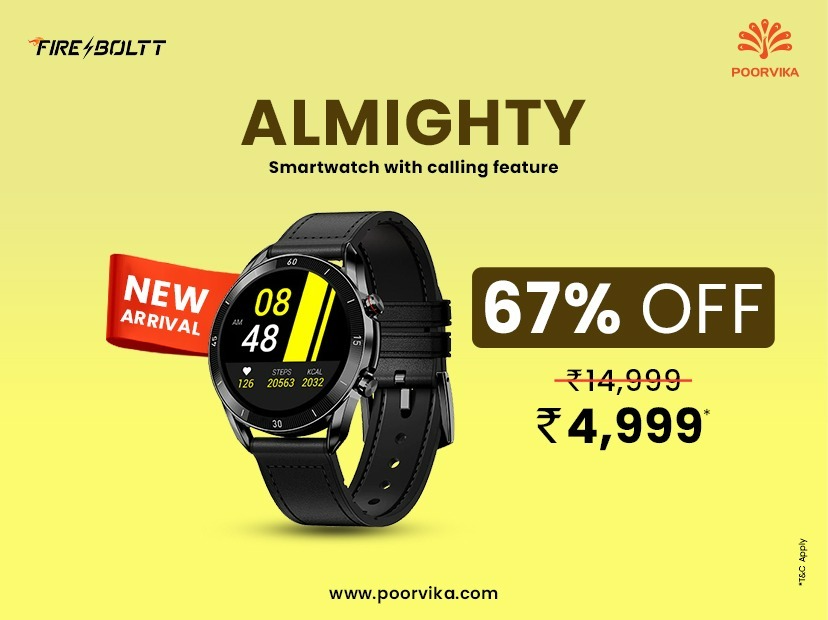 FIRE BOLTT
POORVIKA
ALMIGHTY
Smartwatch with calling feature
NEW
ARRIVAL
60
15
30
45
08
AM
48
STEPS
KCAL
126
20563
2032
67% OFF
₹14,999
₹4,999*
*T&C Apply
www.poorvika.com